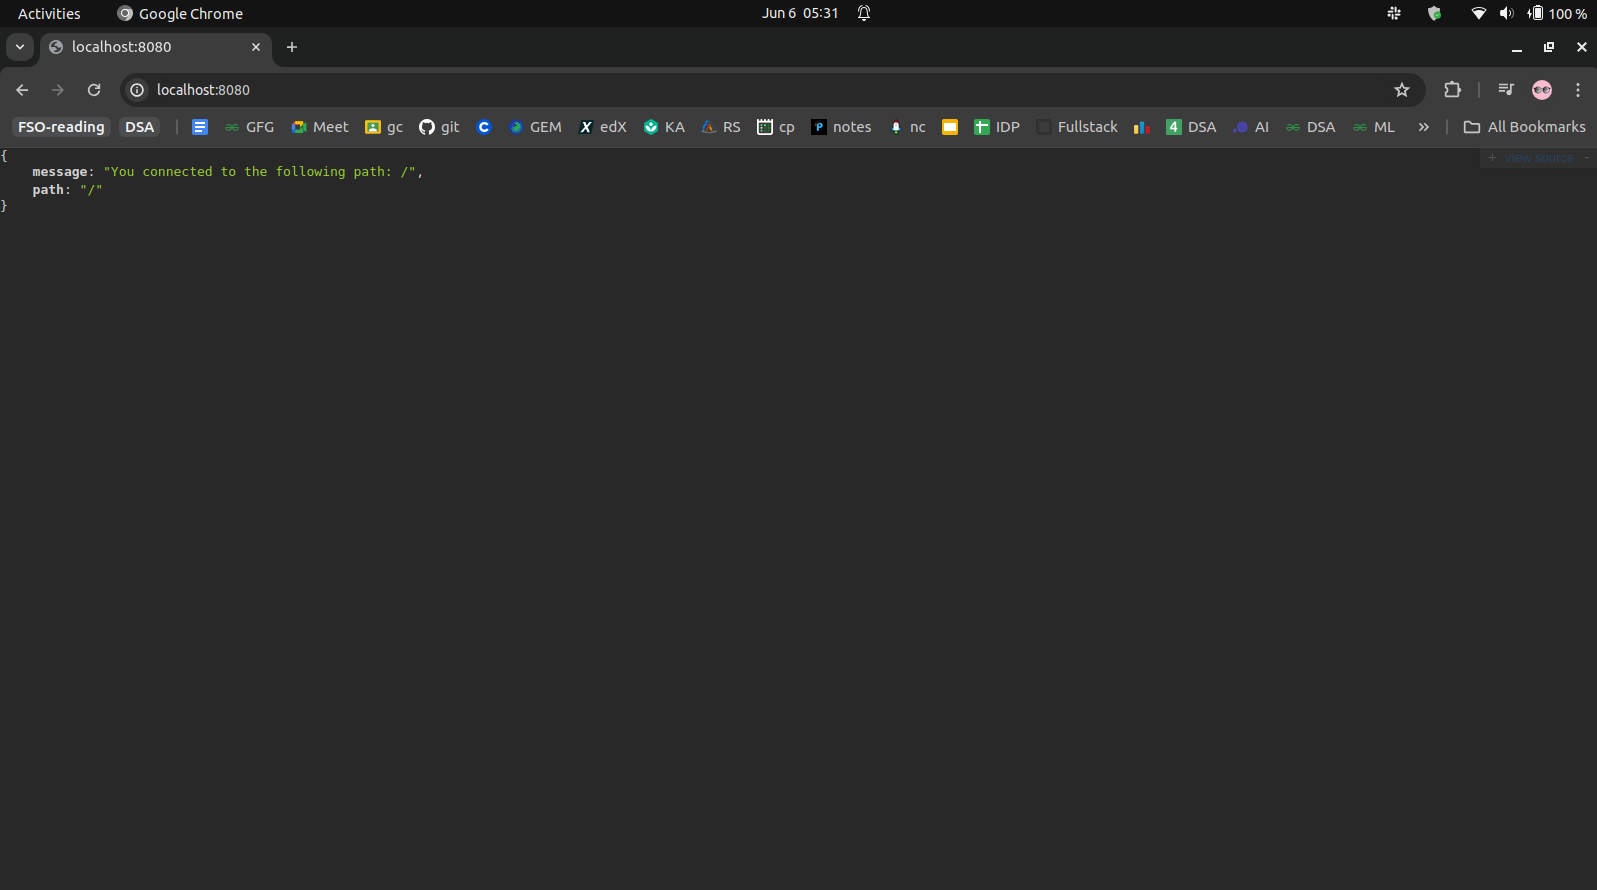 Activities Google Chrome Jun 6 05:31 100 %
localhost:8080
localhost:8080
FSO-reading DSA GFG Meet gc git GEM edX KA RS cp notes nc IDP Fullstack 4 DSA AI DSA ML » All Bookmarks
{ + view source -
message: "You connected to the following path: /",
path: "/"
}